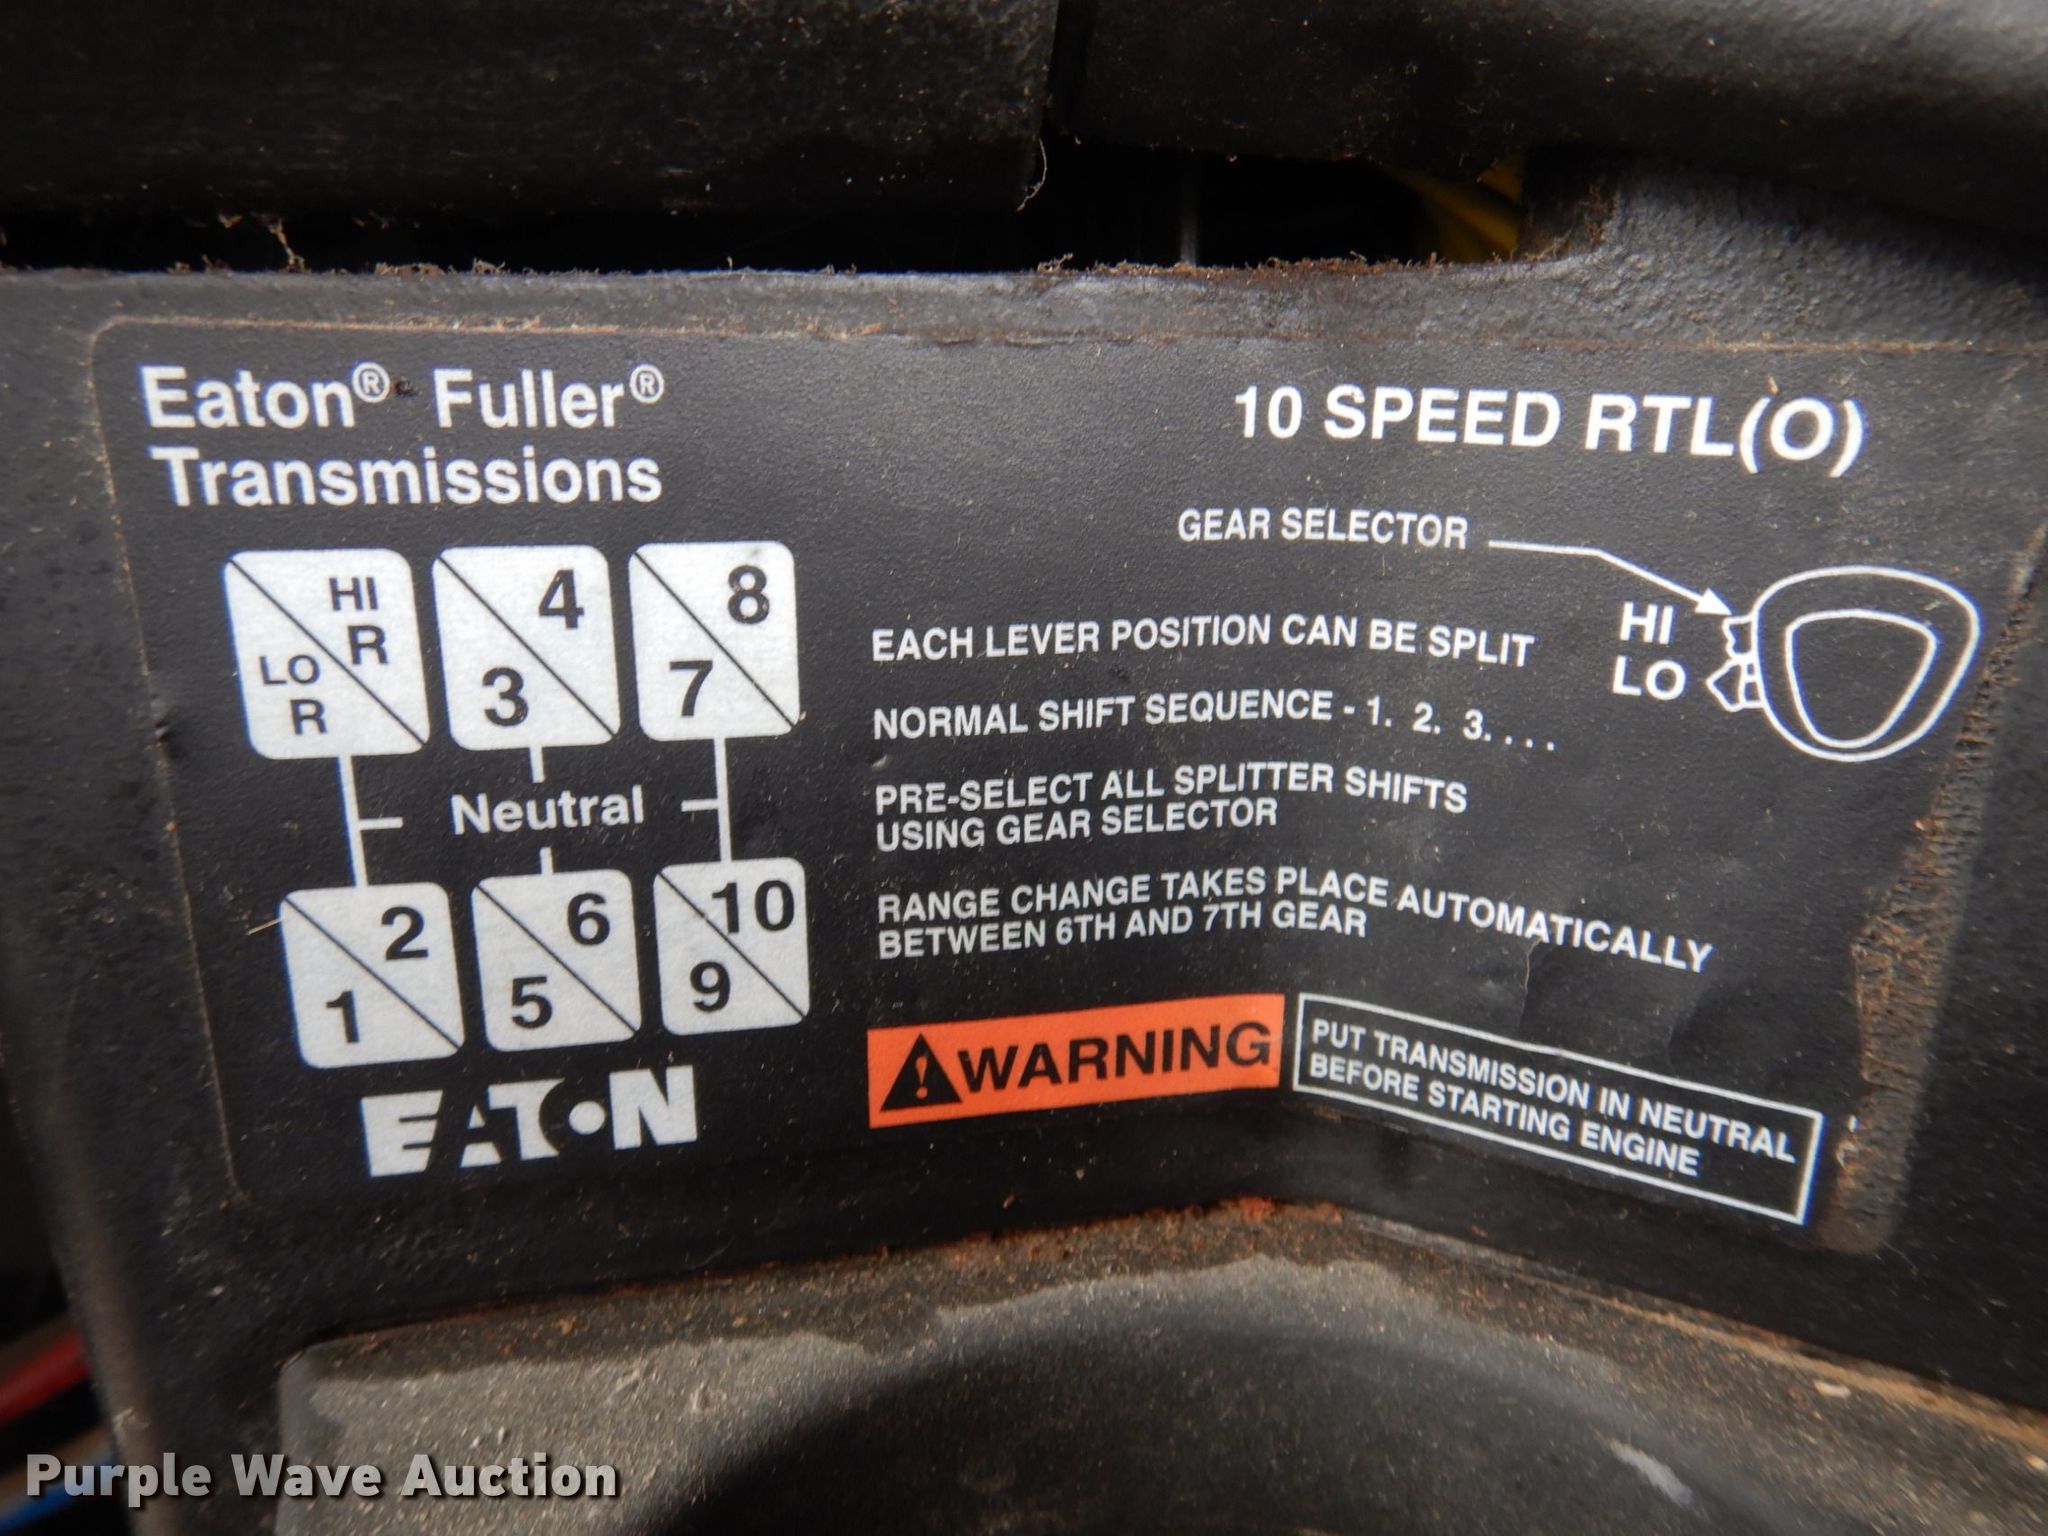 Eaton® Fuller®
Transmissions
10 SPEED RTL(O)
GEAR SELECTOR
HI
LO
HI
R
LO
R
4
3
8
7
Neutral
2
1
6
5
10
9
EATON
EACH LEVER POSITION CAN BE SPLIT
NORMAL SHIFT SEQUENCE - 1. 2. 3. . . .
PRE-SELECT ALL SPLITTER SHIFTS
USING GEAR SELECTOR
RANGE CHANGE TAKES PLACE AUTOMATICALLY
BETWEEN 6TH AND 7TH GEAR
WARNING
PUT TRANSMISSION IN NEUTRAL
BEFORE STARTING ENGINE
Purple Wave Auction